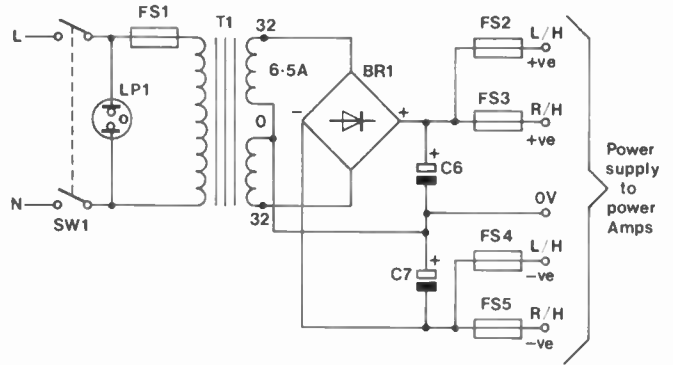 FS1
T1
32
FS2
L/H
+ve
L
6·5A
BR1
LP1
FS3
R/H
+ve
-
+
0
+
C6
Power
supply
to
power
Amps
0V
N
SW1
32
FS4
L/H
-ve
C7
+
FS5
R/H
-ve